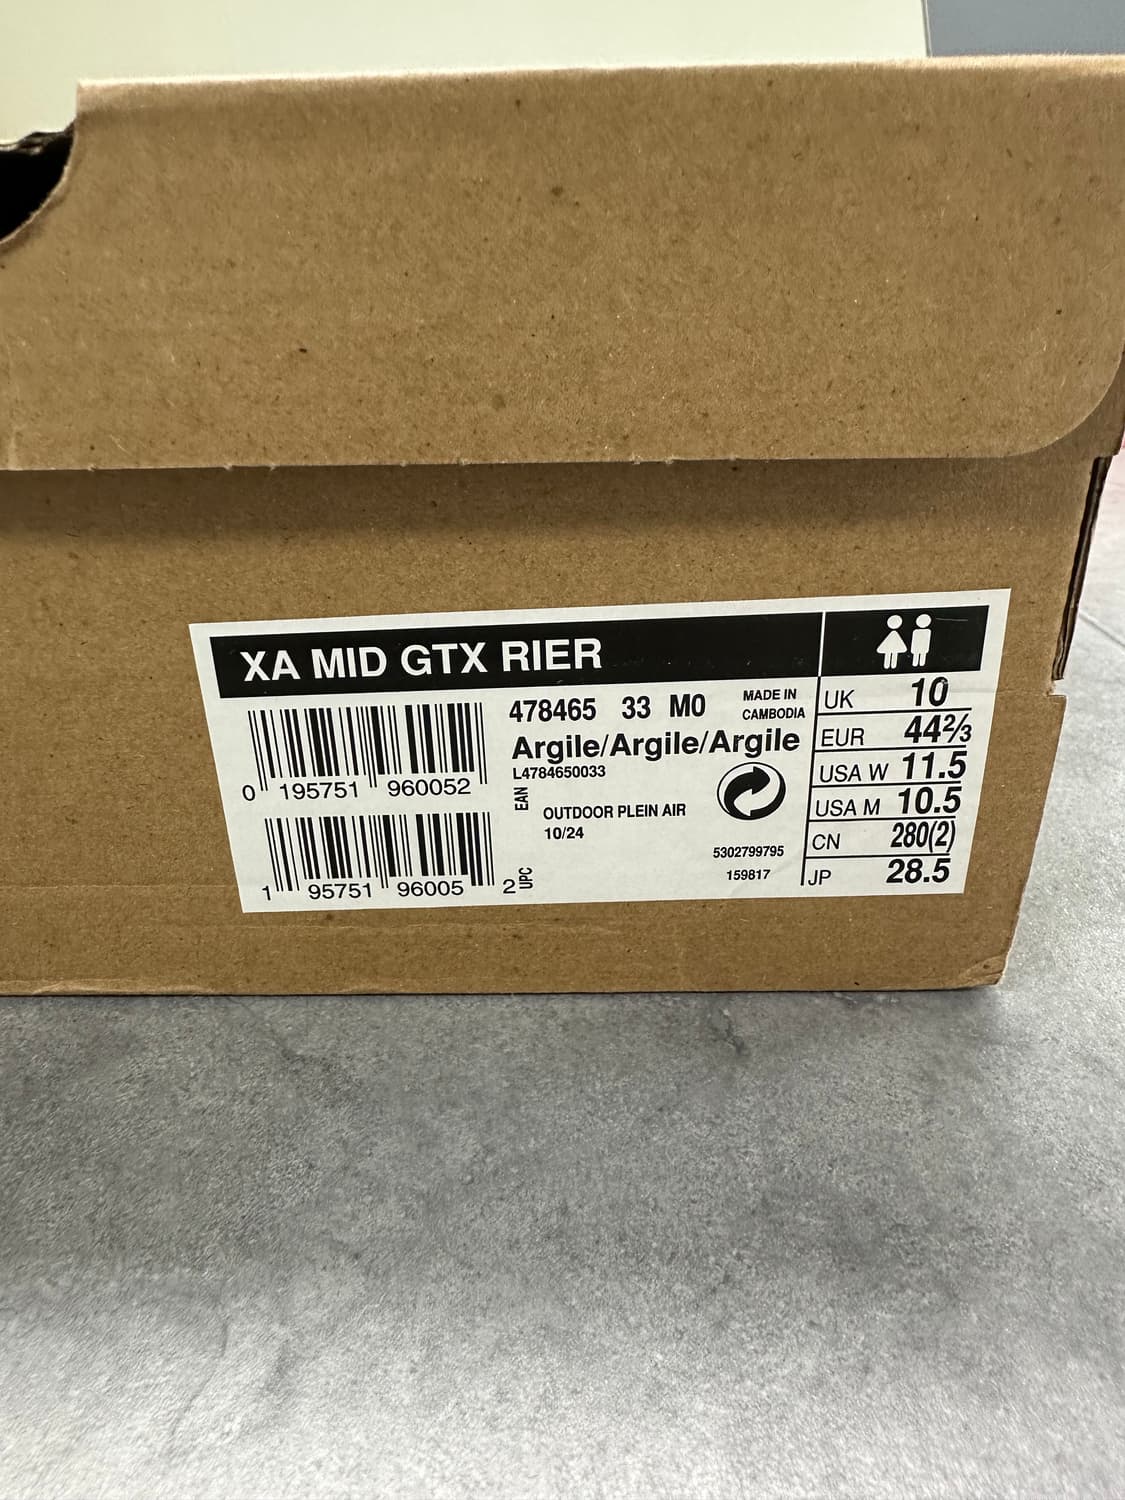 XA MID GTX RIER
478465 33 M0
MADE IN
CAMBODIA
Argile/Argile/Argile
L4784650033
0 195751 960052
EAN
OUTDOOR PLEIN AIR
10/24
1 95751 96005 2
UPC
5302799795
159817
UK 10
EUR 44⅔
USA W 11.5
USA M 10.5
CN 280(2)
JP 28.5